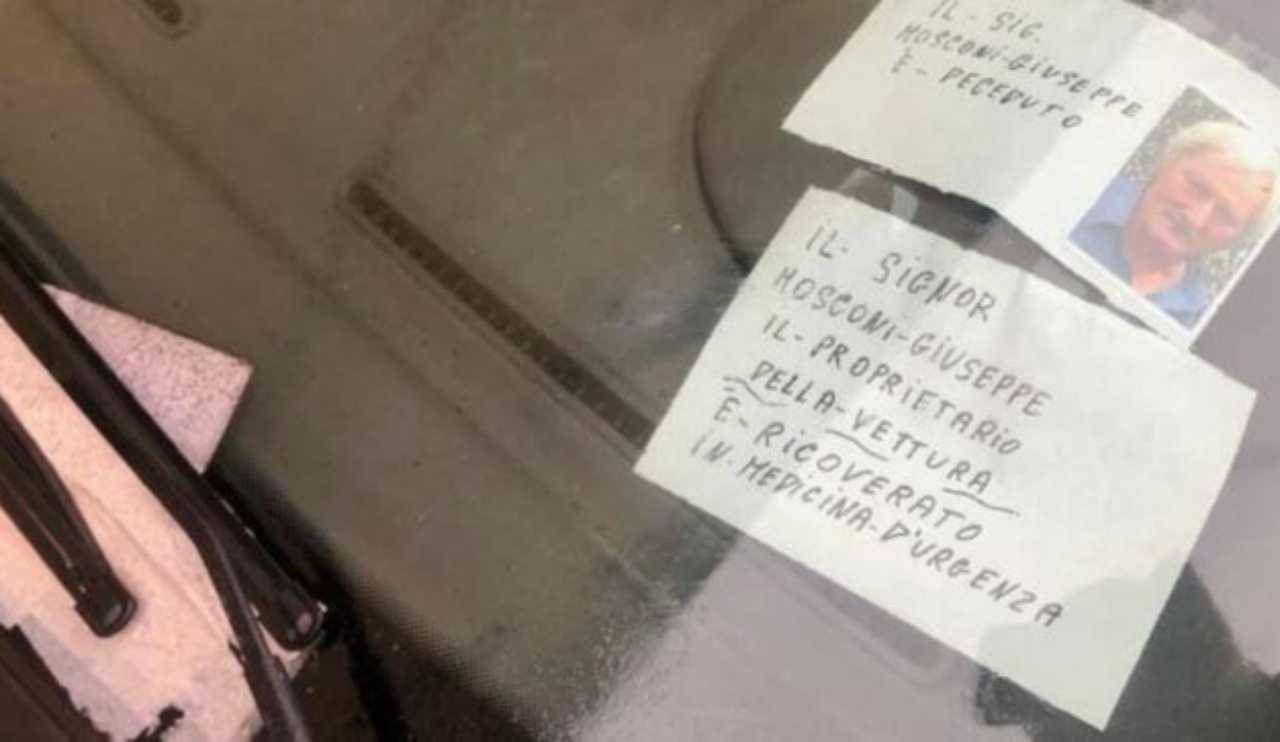 IL - SIG.
MOSCONI-GIUSEPPE
È - DECEDUTO
IL - SIGNOR
MOSCONI-GIUSEPPE
IL - PROPRIETARIO
DELLA-VETTURA
E - RICOVERATO
IN-MEDICINA-D'URGENZA